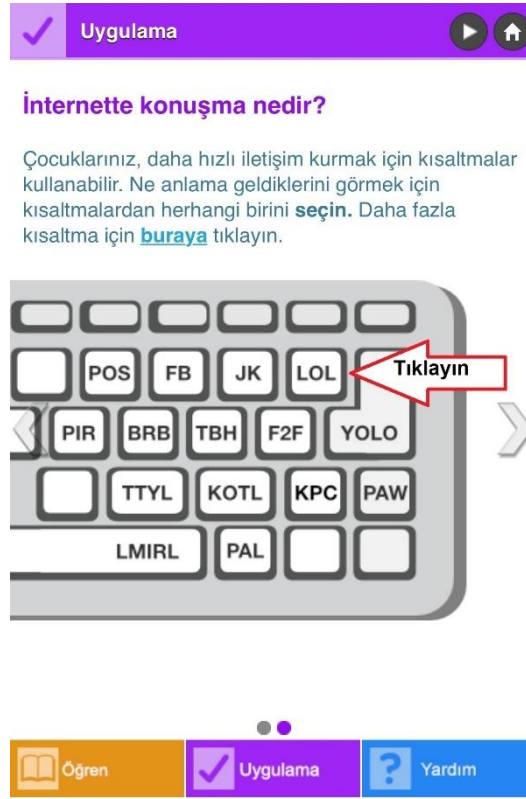 Uygulama
İnternette konuşma nedir?
Çocuklarınız, daha hızlı iletişim kurmak için kısaltmalar
kullanabilir. Ne anlama geldiklerini görmek için
kısaltmalardan herhangi birini seçin. Daha fazla
kısaltma için buraya tıklayın.
POS FB JK LOL Tıklayın
PIR BRB TBH F2F YOLO
TTYL KOTL KPC PAW
LMIRL PAL
Öğren Uygulama Yardım